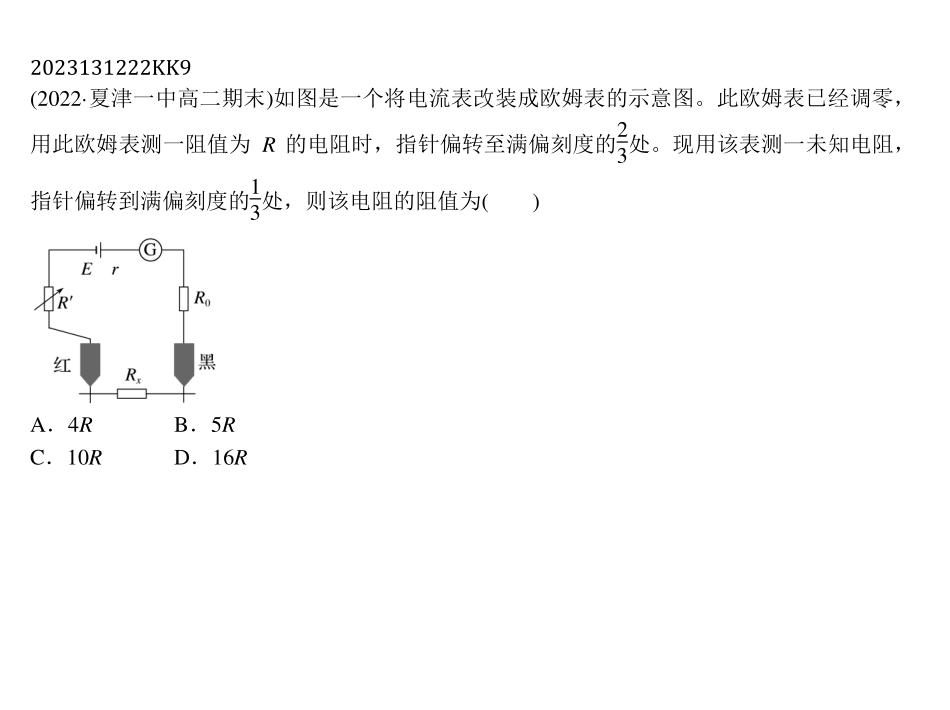 2023131222KK9
(2022·夏津一中高二期末)如图是一个将电流表改装成欧姆表的示意图。此欧姆表已经调零，
用此欧姆表测一阻值为 R 的电阻时，指针偏转至满偏刻度的2/3处。现用该表测一未知电阻，
指针偏转到满偏刻度的1/3处，则该电阻的阻值为(　　)
G
E r
R′ R₀
红 黑
Rₓ
A．4R B．5R
C．10R D．16R